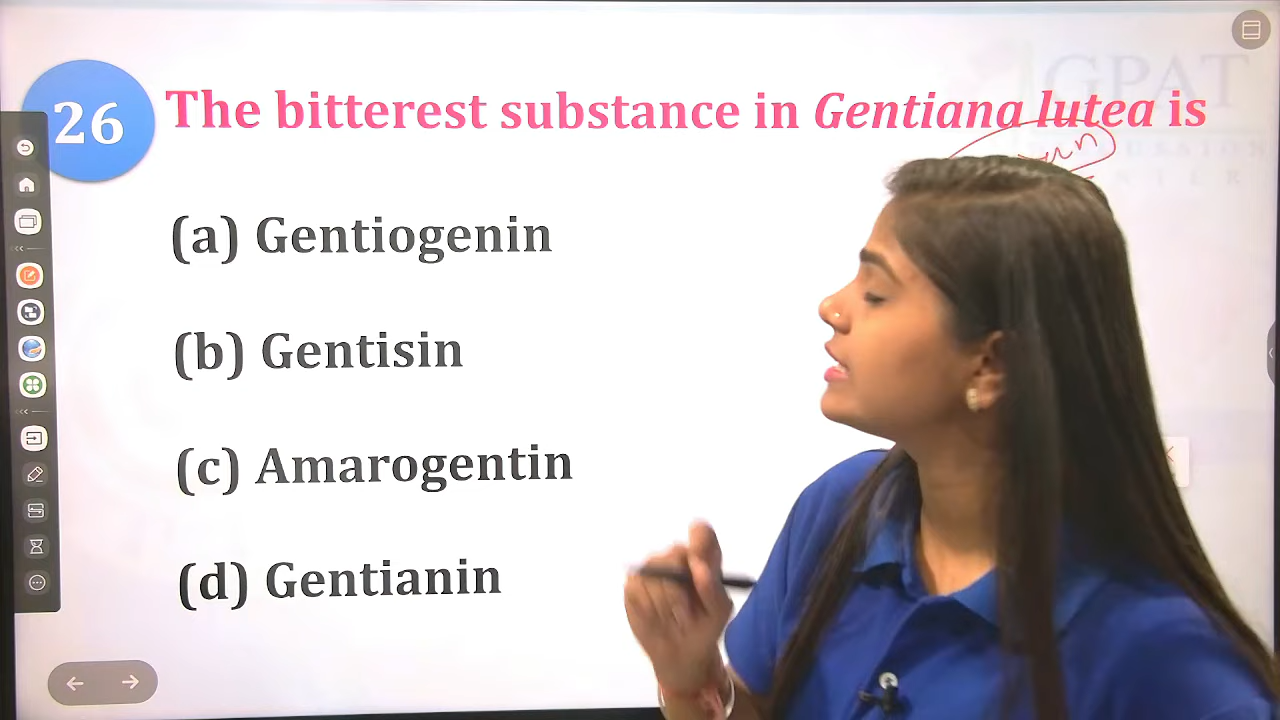 GPAT
26 The bitterest substance in Gentiana lutea is
(a) Gentiogenin
(b) Gentisin
(c) Amarogentin
(d) Gentianin